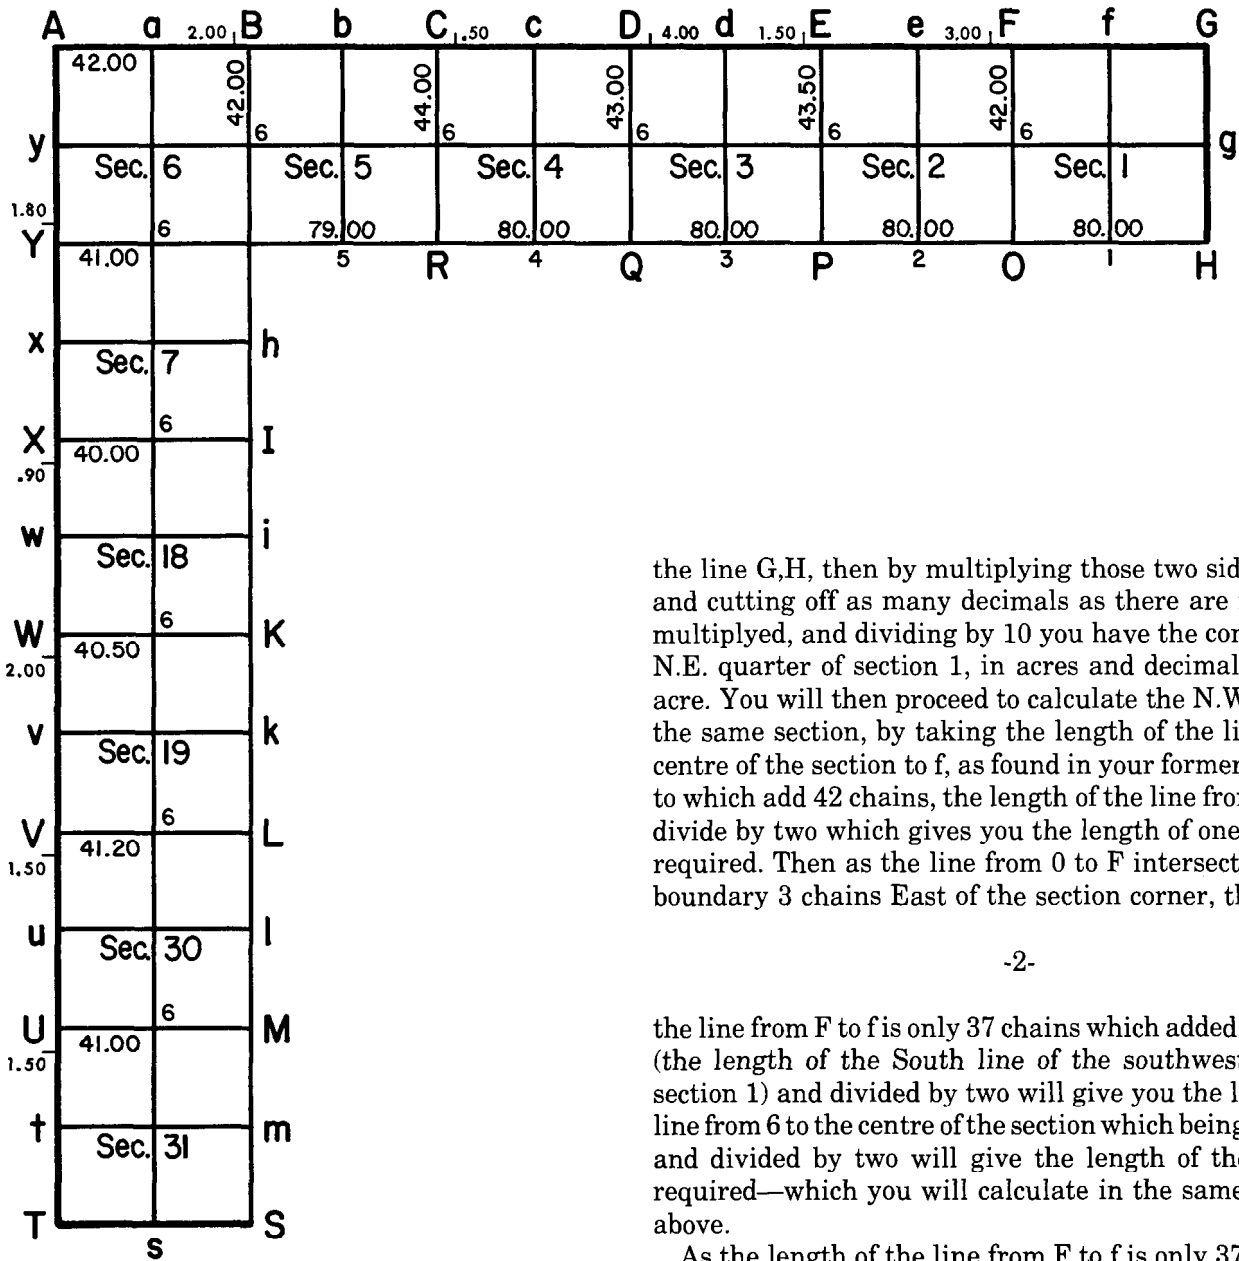 A a 2.00 B b C .50 c D 4.00 d 1.50 E e 3.00 F f G
42.00 42.00 44.00 43.00 43.50 42.00
y 6 6 6 6 6 g
Sec. 6 Sec. 5 Sec. 4 Sec. 3 Sec. 2 Sec. 1
1.80 6 79.00 80.00 80.00 80.00 80.00
Y 41.00 5 R 4 Q 3 P 2 O 1 H
x h
Sec. 7
6
X 40.00 I
.90
w i
Sec. 18
6
W 40.50 K
2.00
v k
Sec. 19
6
V 41.20 L
1.50
u l
Sec. 30
6
U 41.00 M
1.50
t m
Sec. 31
T S
s
the line G,H, then by multiplying those two
and cutting off as many decimals as there are
multiplyed, and dividing by 10 you have the
N.E. quarter of section 1, in acres and
acre. You will then proceed to calculate the
the same section, by taking the length of the
centre of the section to f, as found in your former
to which add 42 chains, the length of the line
divide by two which gives you the length of one
required. Then as the line from 0 to F
boundary 3 chains East of the section corner,
-2-
the line from F to f is only 37 chains which added
(the length of the South line of the
section 1) and divided by two will give you the
line from 6 to the centre of the section which being
and divided by two will give the length of
required—which you will calculate in the same
above.
As the length of the line from F to f is only 37